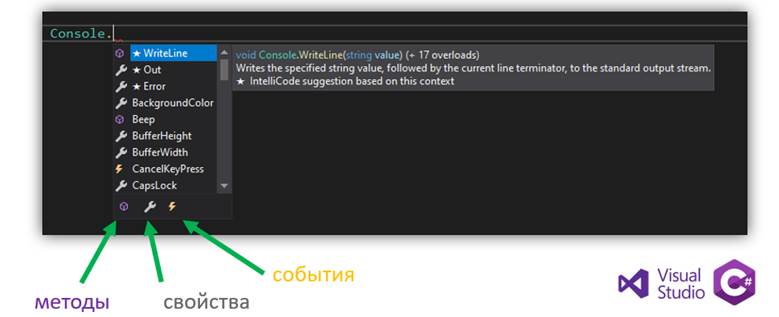 Console.
★ WriteLine
★ Out
★ Error
BackgroundColor
Beep
BufferHeight
BufferWidth
CancelKeyPress
CapsLock
void Console.WriteLine(string value) (+ 17 overloads)
Writes the specified string value, followed by the current line terminator, to the standard output stream.
★ IntelliCode suggestion based on this context
методы
свойства
события
Visual
Studio
C#